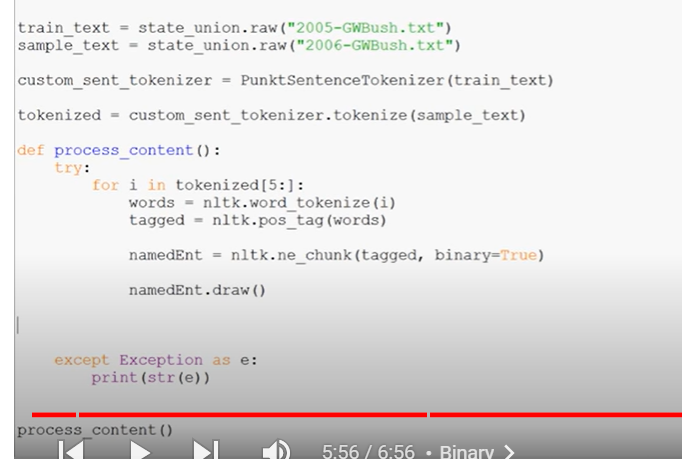 train_text = state_union.raw("2005-GWBush.txt")
sample_text = state_union.raw("2006-GWBush.txt")
custom_sent_tokenizer = PunktSentenceTokenizer(train_text)
tokenized = custom_sent_tokenizer.tokenize(sample_text)
def process_content():
    try:
        for i in tokenized[5:]:
            words = nltk.word_tokenize(i)
            tagged = nltk.pos_tag(words)
            namedEnt = nltk.ne_chunk(tagged, binary=True)
            namedEnt.draw()
    except Exception as e:
        print(str(e))
process_content()
5:56 / 6:56 • Binary